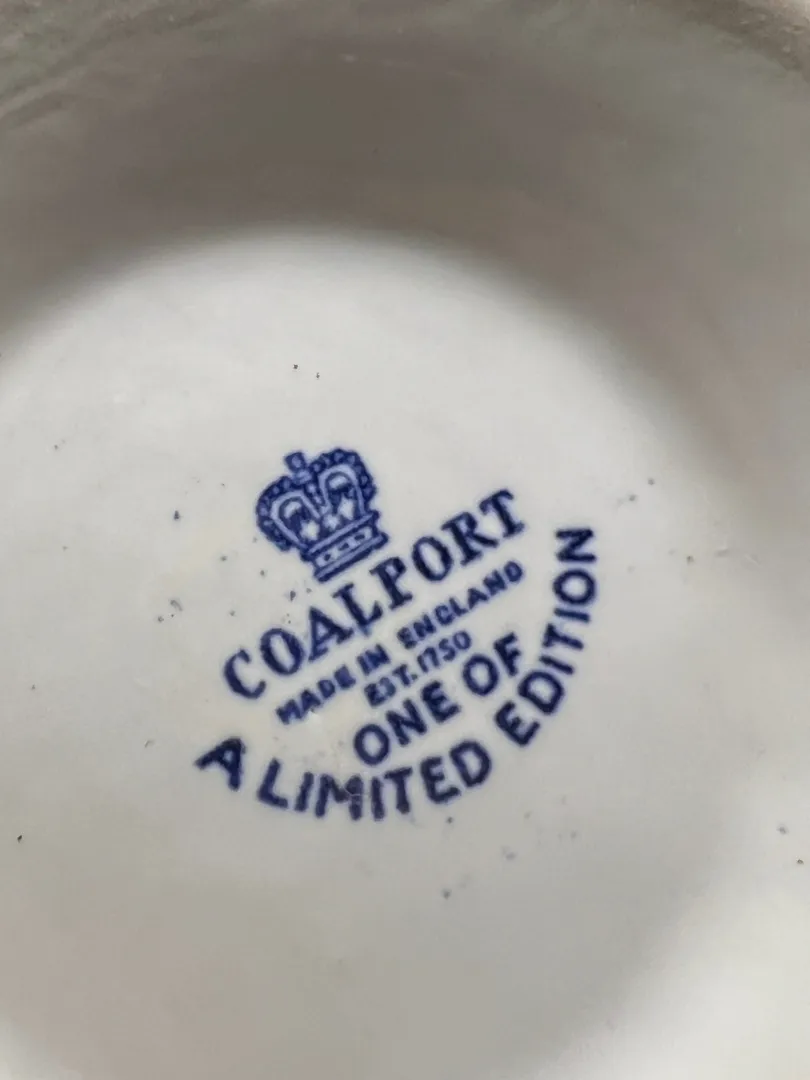 COALPORT
MADE IN ENGLAND
EST. 1750
ONE OF
A LIMITED EDITION